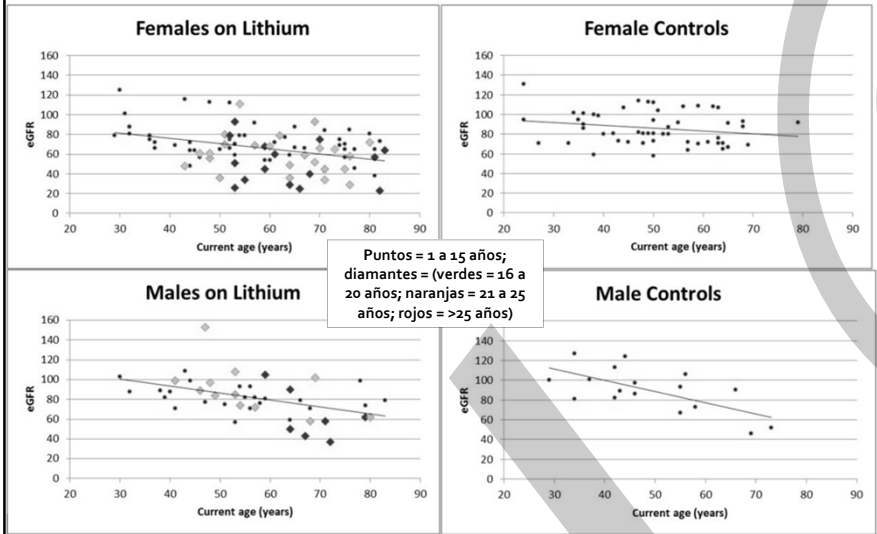 Females on Lithium
160
140
120
100
80
60
40
20
0
eGFR
20 30 40 50 60 70 80 90
Current age (years)
Female Controls
160
140
120
100
80
60
40
20
0
eGFR
20 30 40 50 60 70 80 90
Current age (years)
Puntos = 1 a 15 años;
diamantes = (verdes = 16 a
20 años; naranjas = 21 a 25
años; rojos = >25 años)
Males on Lithium
160
140
120
100
80
60
40
20
0
eGFR
20 30 40 50 60 70 80 90
Current age (years)
Male Controls
140
120
100
80
60
40
20
0
eGFR
20 30 40 50 60 70 80 90
Current age (years)